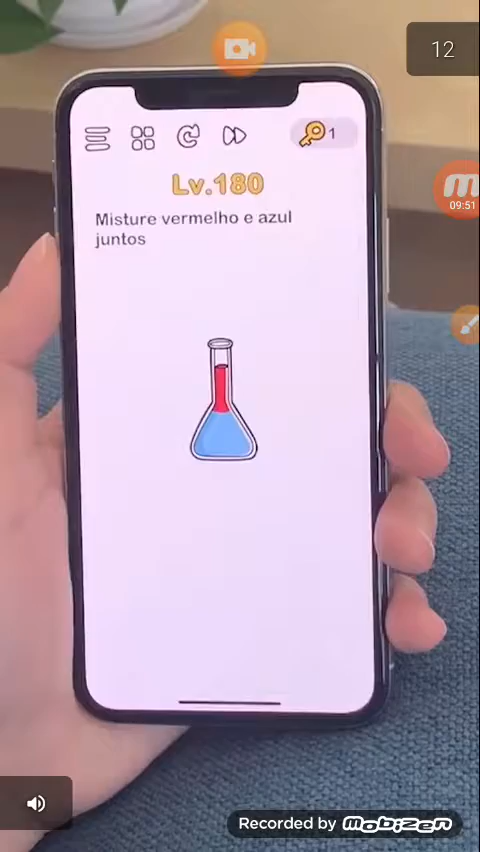 12
1
Lv.180
Misture vermelho e azul
juntos
09:51
Recorded by Mobizen